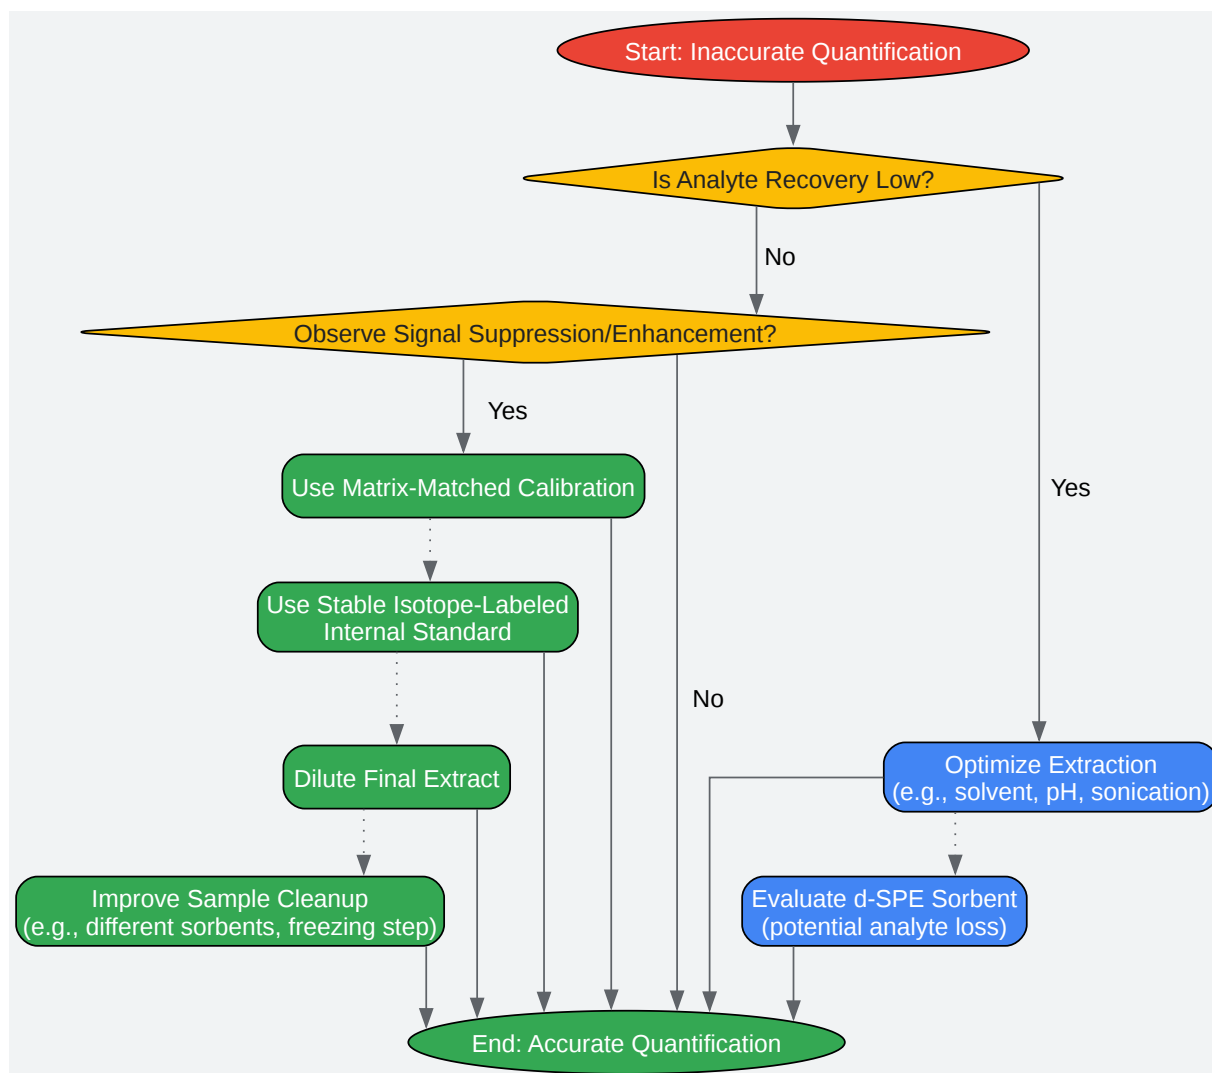 Start: Inaccurate Quantification
Is Analyte Recovery Low?
No
Observe Signal Suppression/Enhancement?
Yes
Use Matrix-Matched Calibration
Yes
Use Stable Isotope-Labeled
Internal Standard
No
Dilute Final Extract
Optimize Extraction
(e.g., solvent, pH, sonication)
Improve Sample Cleanup
(e.g., different sorbents, freezing step)
Evaluate d-SPE Sorbent
(potential analyte loss)
End: Accurate Quantification